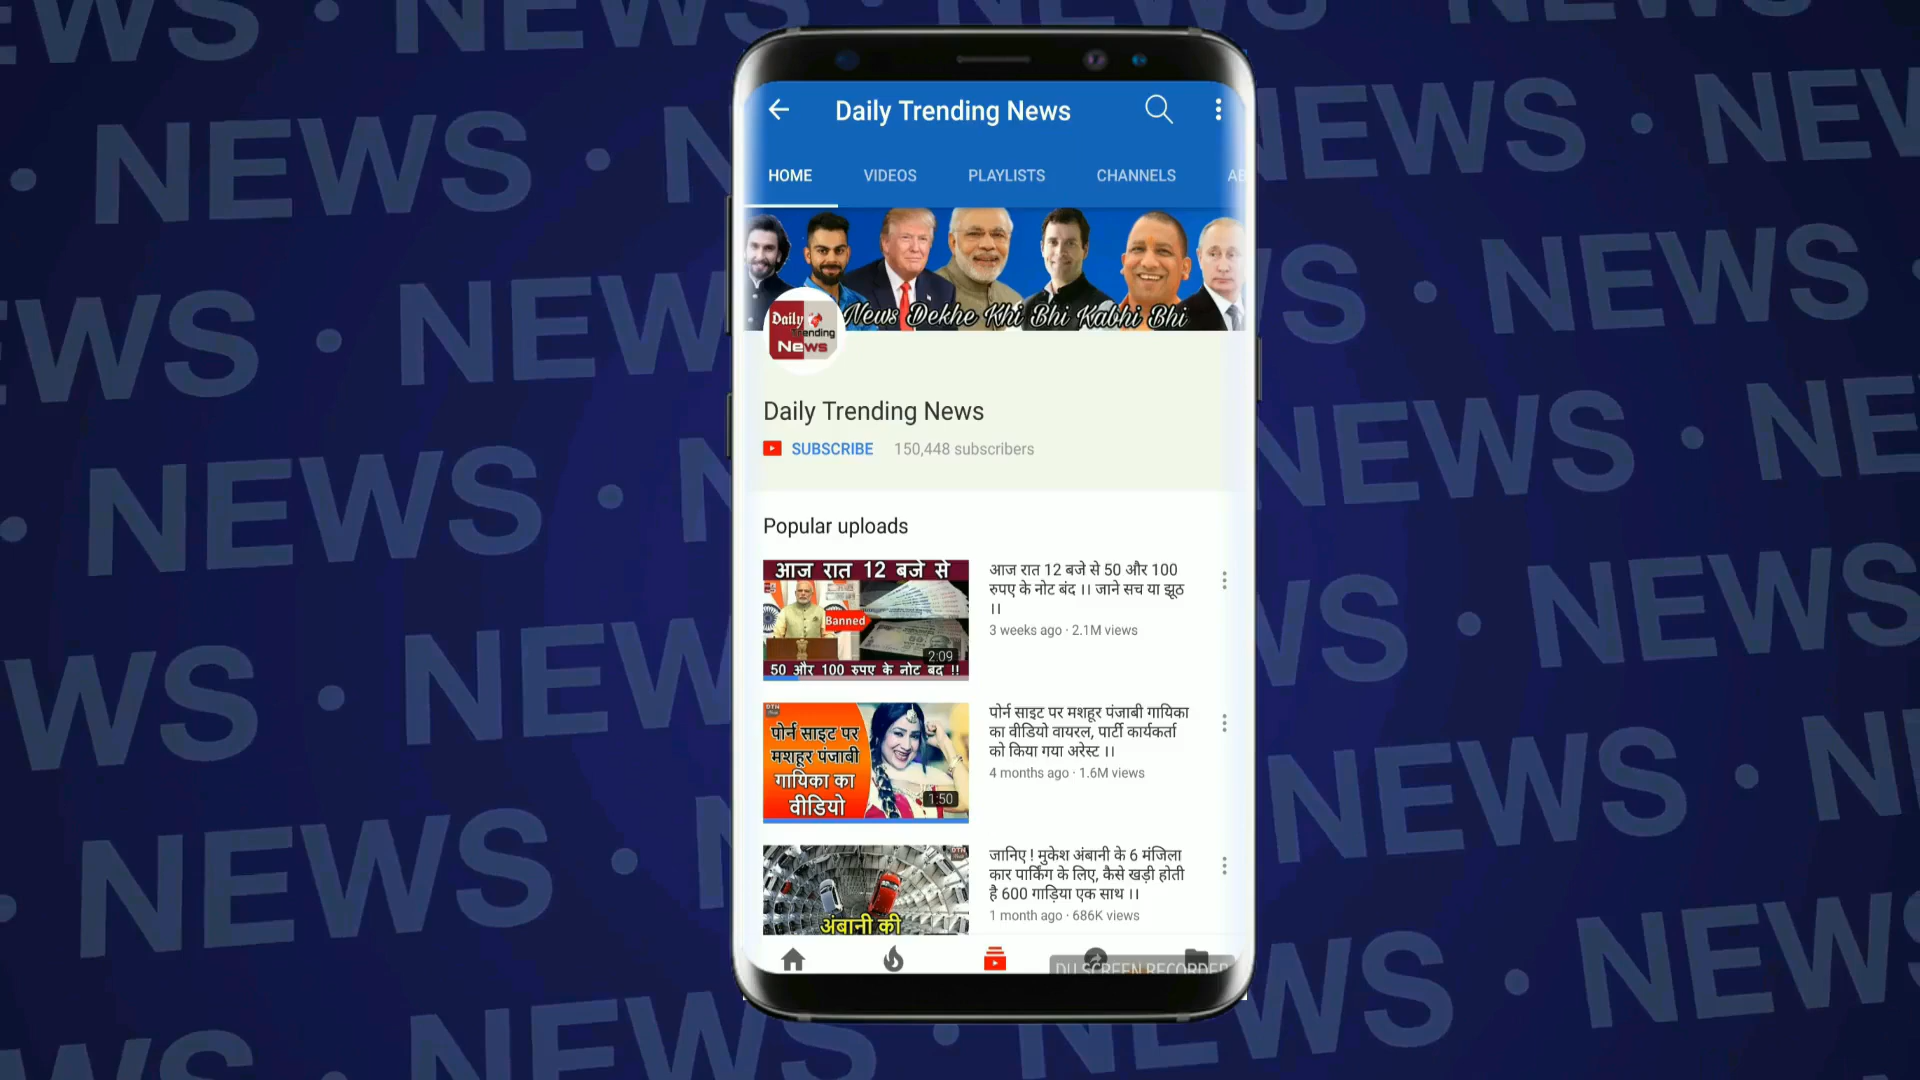 Daily Trending News
HOME VIDEOS PLAYLISTS CHANNELS AB
News Dekhe Khi Bhi Kabhi Bhi
Daily
Trending
News
Daily Trending News
SUBSCRIBE 150,448 subscribers
Popular uploads
आज रात 12 बजे से
Banned
2:09
50 और 100 रुपए के नोट बंद !!
आज रात 12 बजे से 50 और 100
रुपए के नोट बंद ।। जाने सच या झूठ
।।
3 weeks ago · 2.1M views
DTN
पोर्न साइट पर
मशहूर पंजाबी
गायिका का
वीडियो
1:50
पोर्न साइट पर मशहूर पंजाबी गायिका
का वीडियो वायरल, पार्टी कार्यकर्ता
को किया गया अरेस्ट ।।
4 months ago · 1.6M views
DTN
अंबानी की
जानिए ! मुकेश अंबानी के 6 मंजिला
कार पार्किंग के लिए, कैसे खड़ी होती
है 600 गाड़िया एक साथ ।।
1 month ago · 686K views
DU SCREEN RECORDER
NEWS • NEWS • NEWS